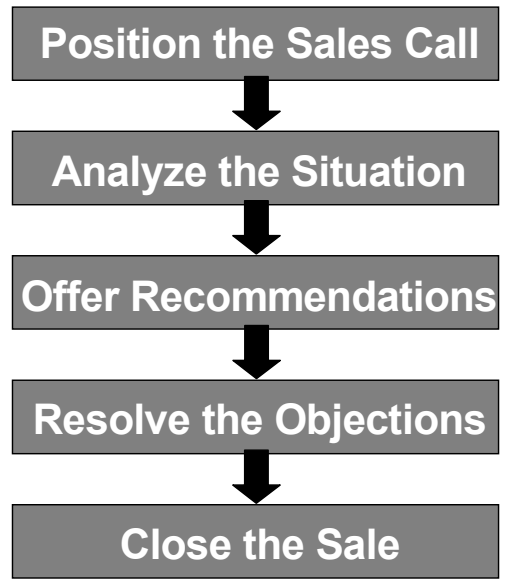 Position the Sales Call
Analyze the Situation
Offer Recommendations
Resolve the Objections
Close the Sale